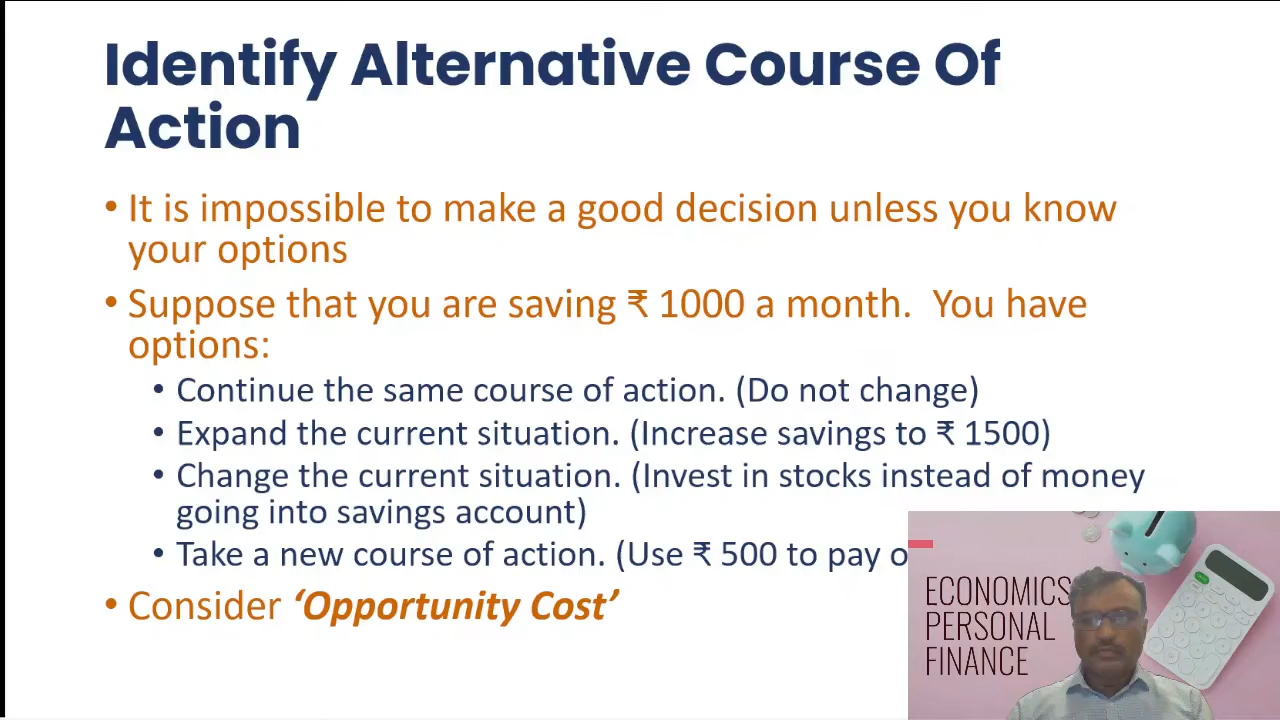 Identify Alternative Course Of
Action
• It is impossible to make a good decision unless you know
your options
• Suppose that you are saving ₹ 1000 a month. You have
options:
• Continue the same course of action. (Do not change)
• Expand the current situation. (Increase savings to ₹ 1500)
• Change the current situation. (Invest in stocks instead of money
going into savings account)
• Take a new course of action. (Use ₹ 500 to pay
• Consider ‘Opportunity Cost’
ECONOMICS
PERSONAL
FINANCE